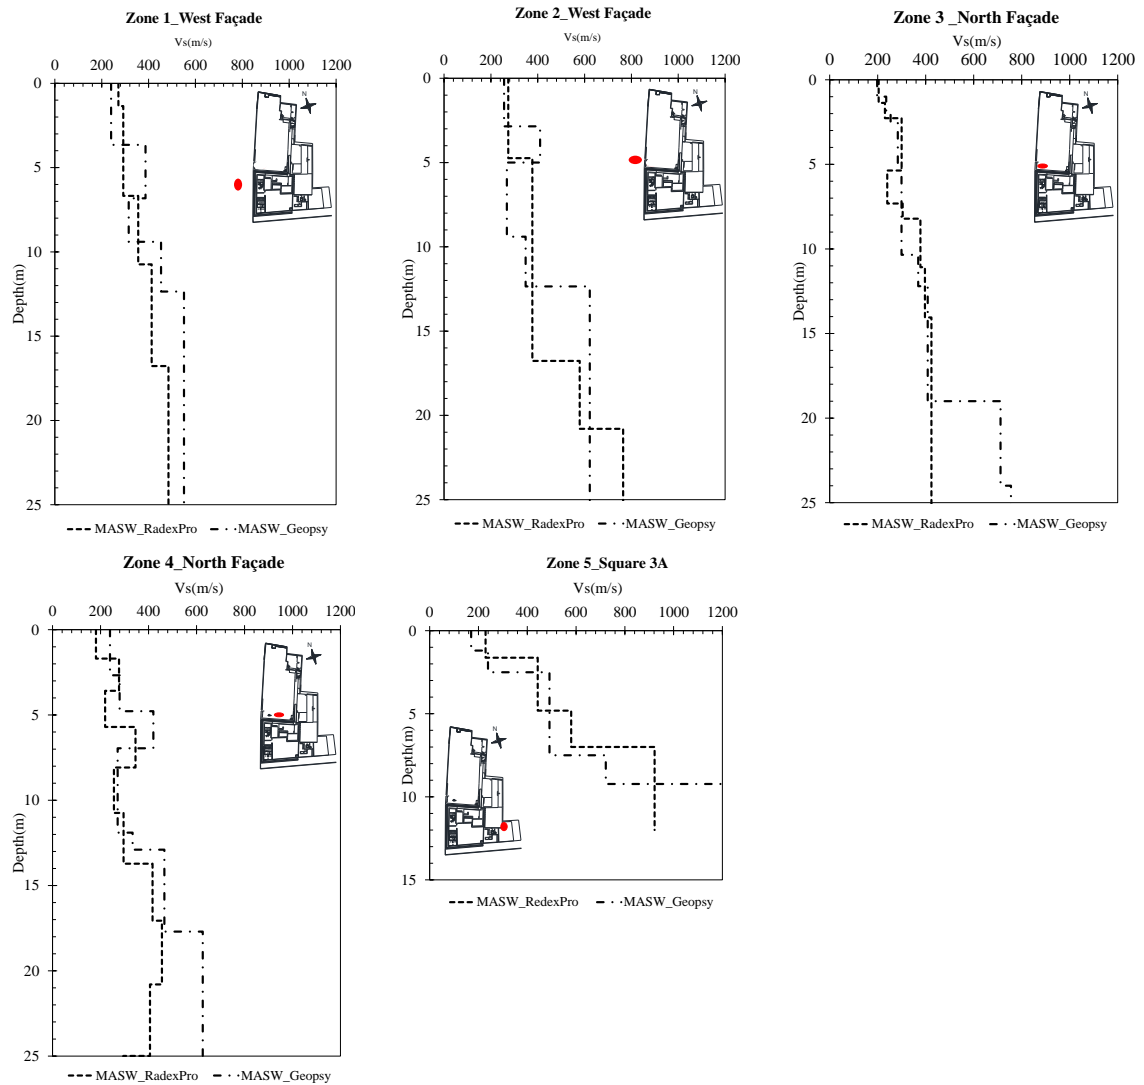 Zone 1_West Façade
Vs(m/s)
0 200 400 600 800 1000 1200
0
5
10
15
20
25
Depth(m)
N
MASW_RadexPro MASW_Geopsy
Zone 2_West Façade
Vs(m/s)
0 200 400 600 800 1000 1200
0
5
10
15
20
25
Depth(m)
N
MASW_RadexPro MASW_Geopsy
Zone 3 _North Façade
Vs(m/s)
0 200 400 600 800 1000 1200
0
5
10
15
20
25
Depth(m)
N
MASW_RadexPro MASW_Geopsy
Zone 4_North Façade
Vs(m/s)
0 200 400 600 800 1000 1200
0
5
10
15
20
25
Depth(m)
N
MASW_RadexPro MASW_Geopsy
Zone 5_Square 3A
Vs(m/s)
0 200 400 600 800 1000 1200
0
5
10
15
Depth(m)
N
MASW_RedexPro MASW_Geopsy